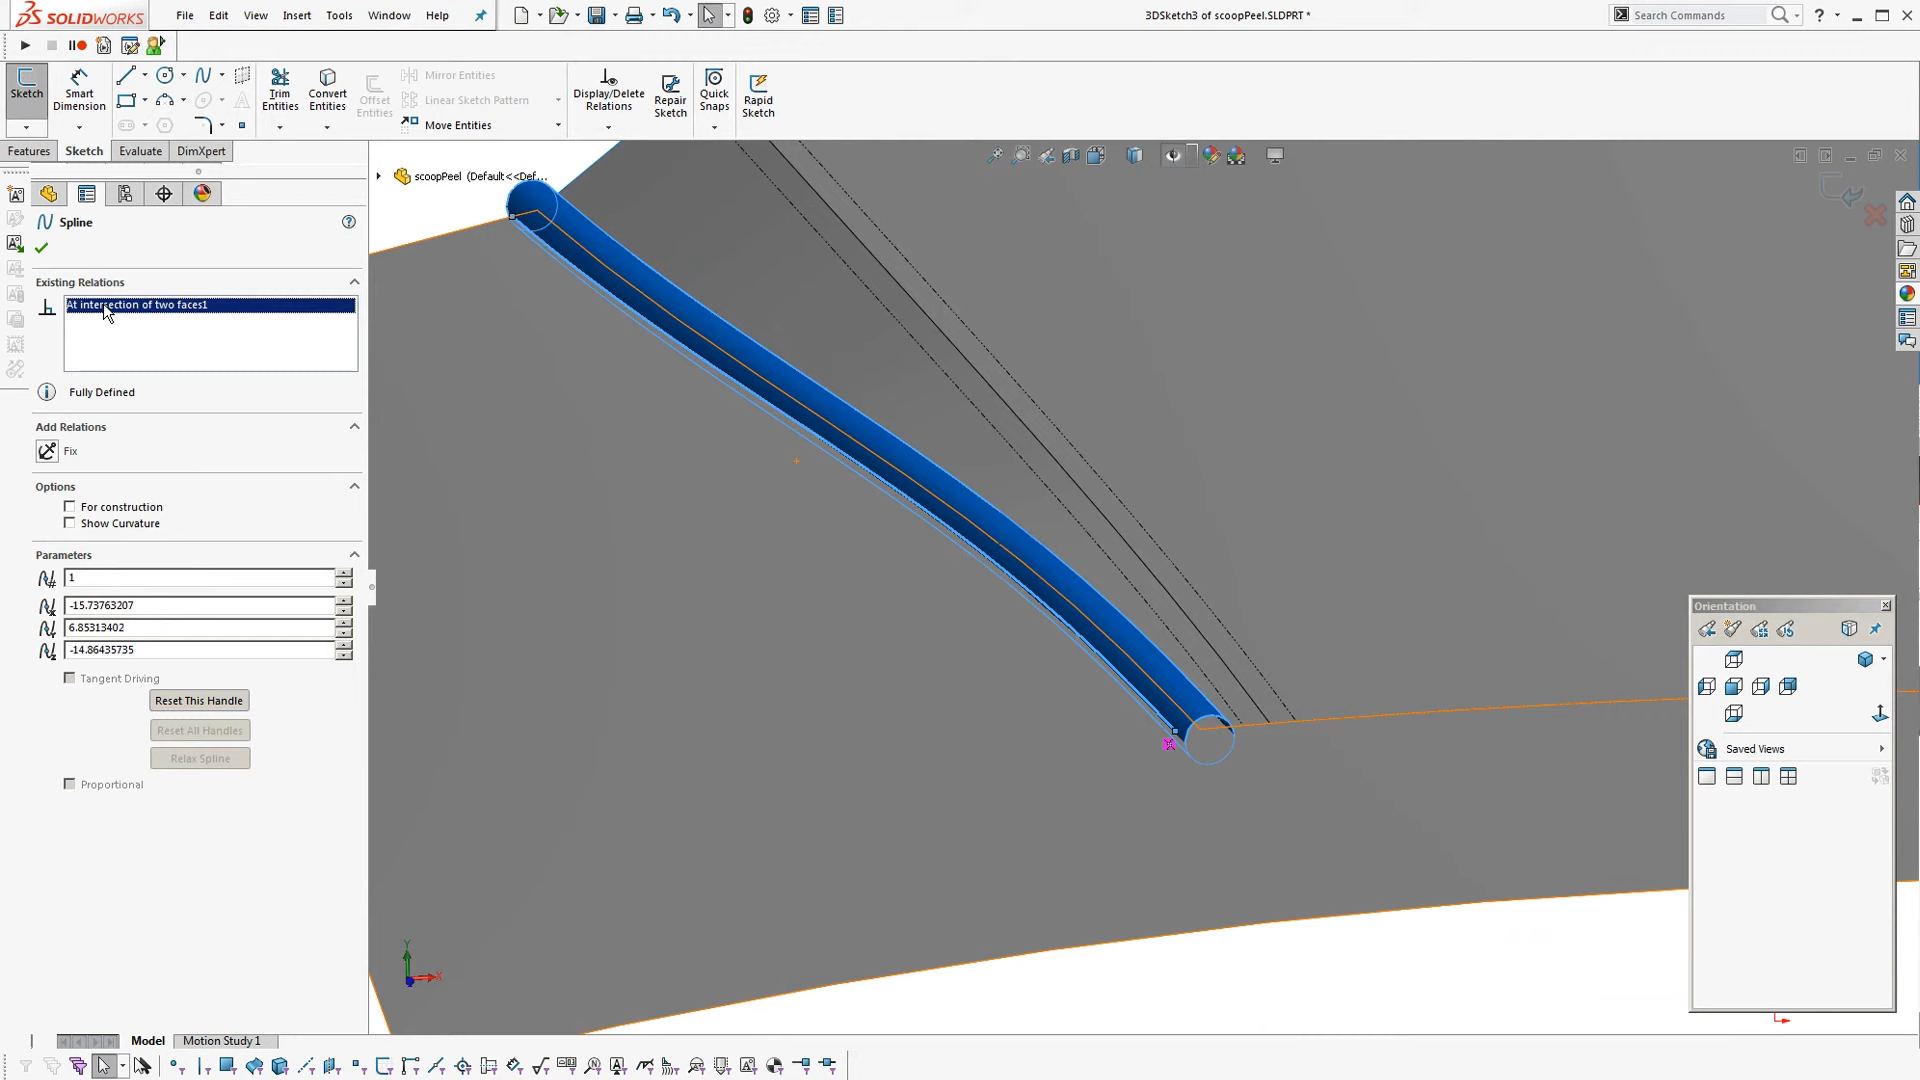 SOLIDWORKS File Edit View Insert Tools Window Help 3DSketch3 of scoopPeel.SLDPRT * Search Commands
Sketch Smart Dimension Trim Entities Convert Entities Offset Entities Mirror Entities Linear Sketch Pattern Move Entities Display/Delete Relations Repair Sketch Quick Snaps Rapid Sketch
Features Sketch Evaluate DimXpert
scoopPeel (Default<<Def...
Spline
Existing Relations
At intersection of two faces1
Fully Defined
Add Relations
Fix
Options
For construction
Show Curvature
Parameters
1
-15.73763207
6.85313402
-14.86435735
Tangent Driving
Reset This Handle
Reset All Handles
Relax Spline
Proportional
Orientation
Saved Views
Y
X
Model Motion Study 1